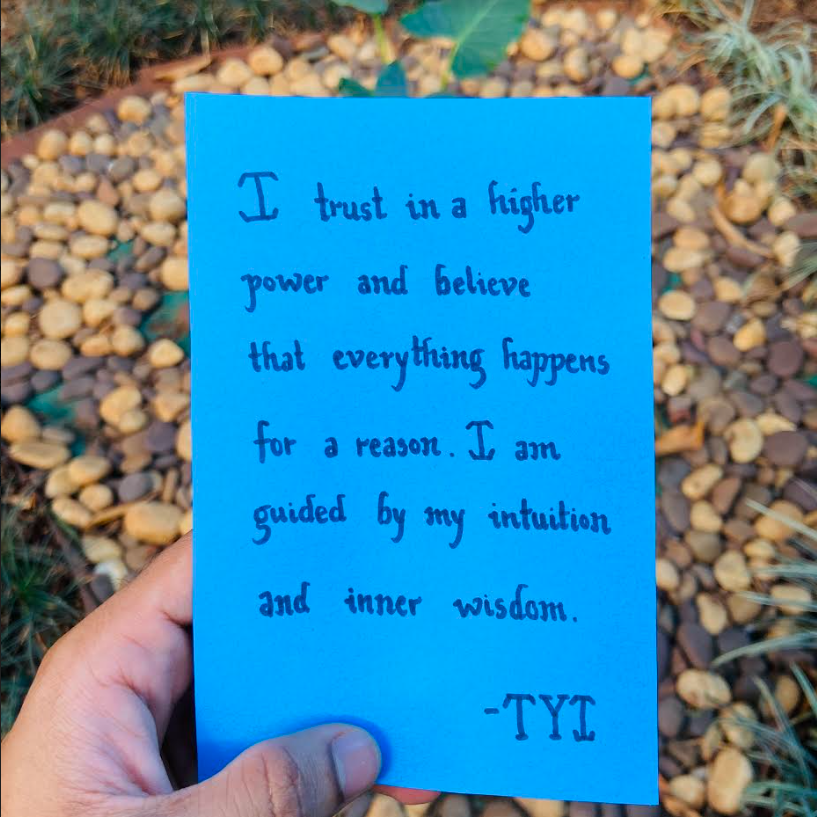 I trust in a higher
power and believe
that everything happens
for a reason. I am
guided by my intuition
and inner wisdom.
-TYI